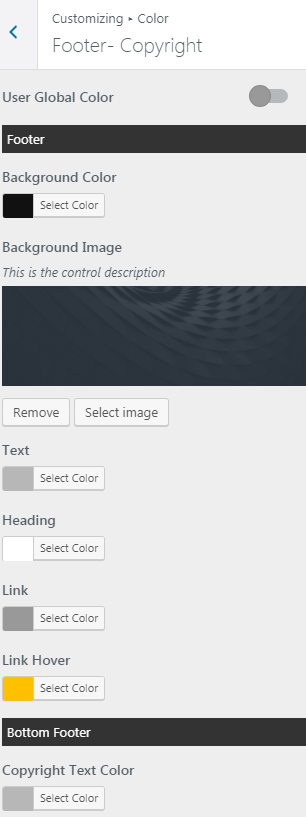 Customizing ▸ Color
Footer- Copyright
User Global Color
Footer
Background Color
Select Color
Background Image
This is the control description
Remove Select image
Text
Select Color
Heading
Select Color
Link
Select Color
Link Hover
Select Color
Bottom Footer
Copyright Text Color
Select Color